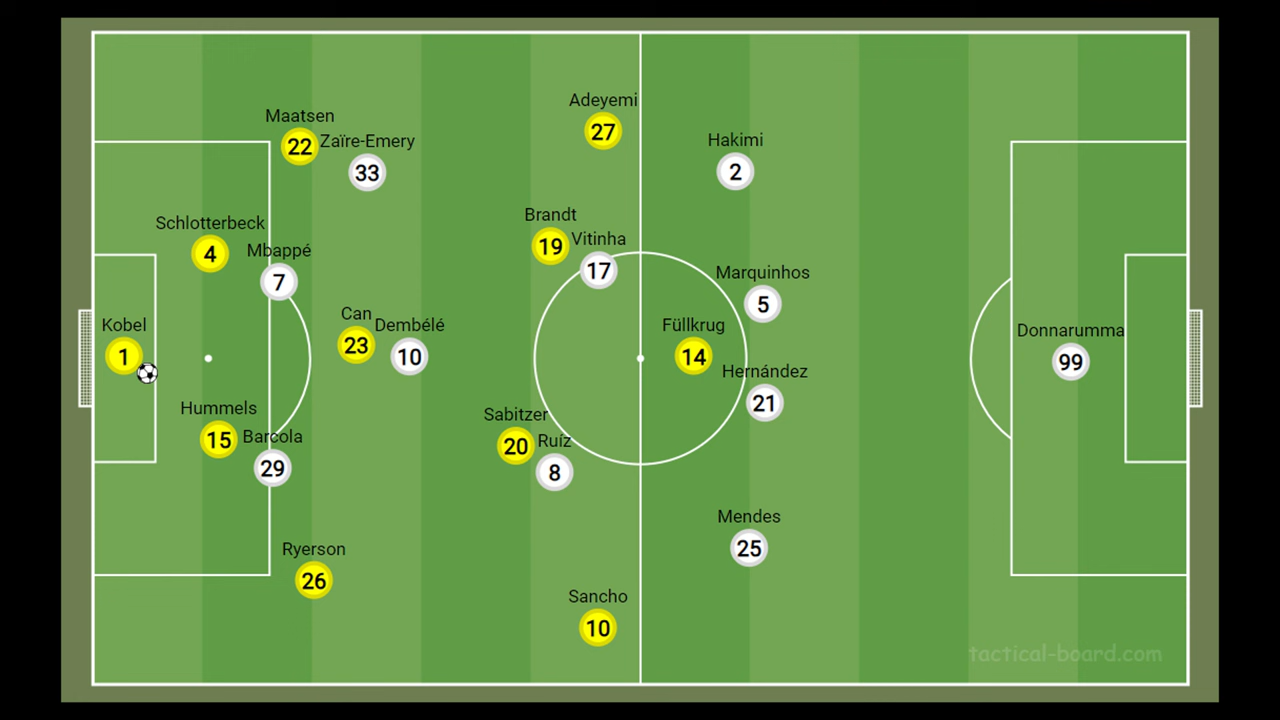 Adeyemi
27
Maatsen
22
Zaïre-Emery
33
Hakimi
2
Schlotterbeck
4
Mbappé
7
Brandt
19
Vitinha
17
Marquinhos
5
Kobel
1
Can
23
Dembélé
10
Füllkrug
14
Donnarumma
99
Hernández
21
Hummels
15
Barcola
29
Sabitzer
20
Ruíz
8
Mendes
25
Ryerson
26
Sancho
10
tactical-board.com